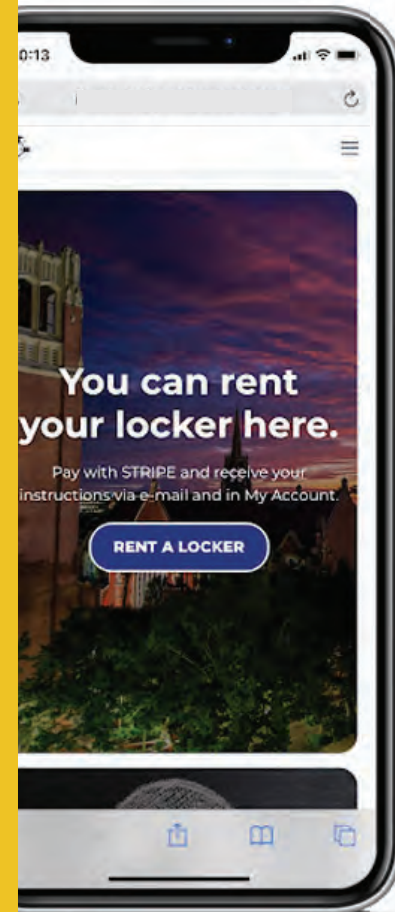 0:13
You can rent
your locker here.
Pay with STRIPE and receive your
instructions via e-mail and in My Account.
RENT A LOCKER